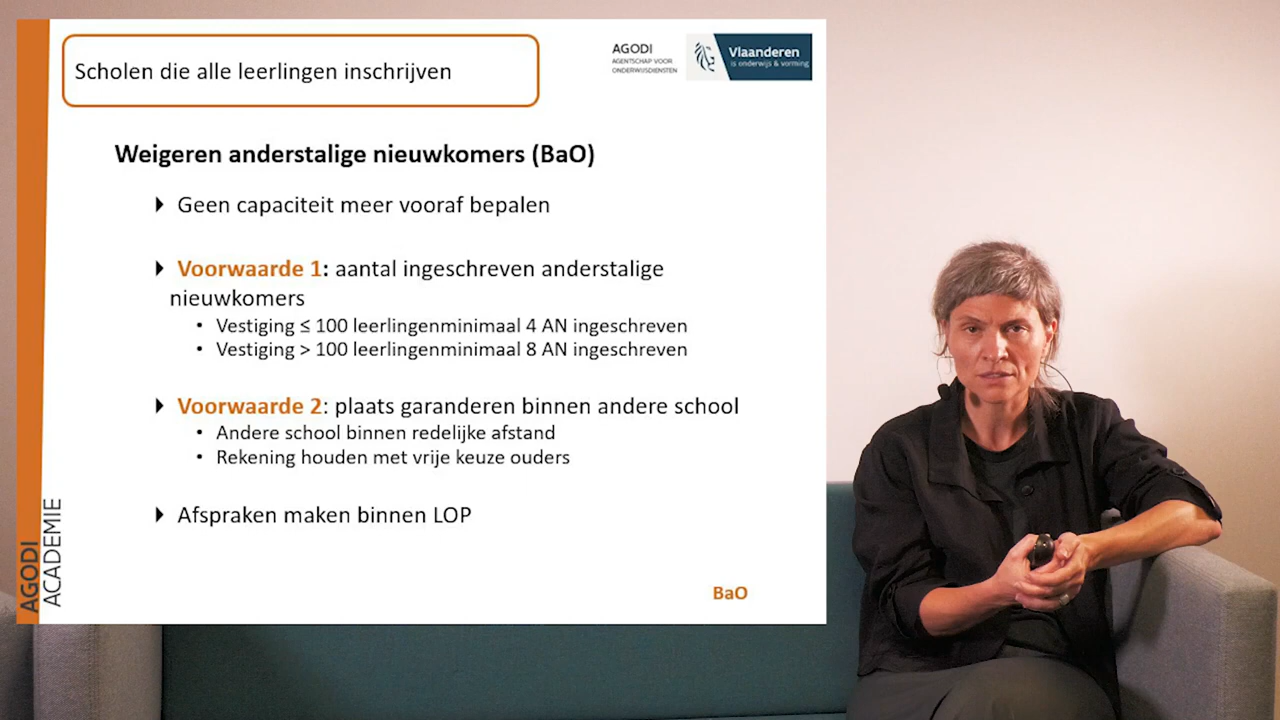 Scholen die alle leerlingen inschrijven
AGODI
AGENTSCHAP VOOR
ONDERWIJSDIENSTEN
Vlaanderen
is onderwijs & vorming
Weigeren anderstalige nieuwkomers (BaO)
Geen capaciteit meer vooraf bepalen
Voorwaarde 1: aantal ingeschreven anderstalige
nieuwkomers
• Vestiging ≤ 100 leerlingenminimaal 4 AN ingeschreven
• Vestiging > 100 leerlingenminimaal 8 AN ingeschreven
Voorwaarde 2: plaats garanderen binnen andere school
• Andere school binnen redelijke afstand
• Rekening houden met vrije keuze ouders
Afspraken maken binnen LOP
AGODI
ACADEMIE
BaO